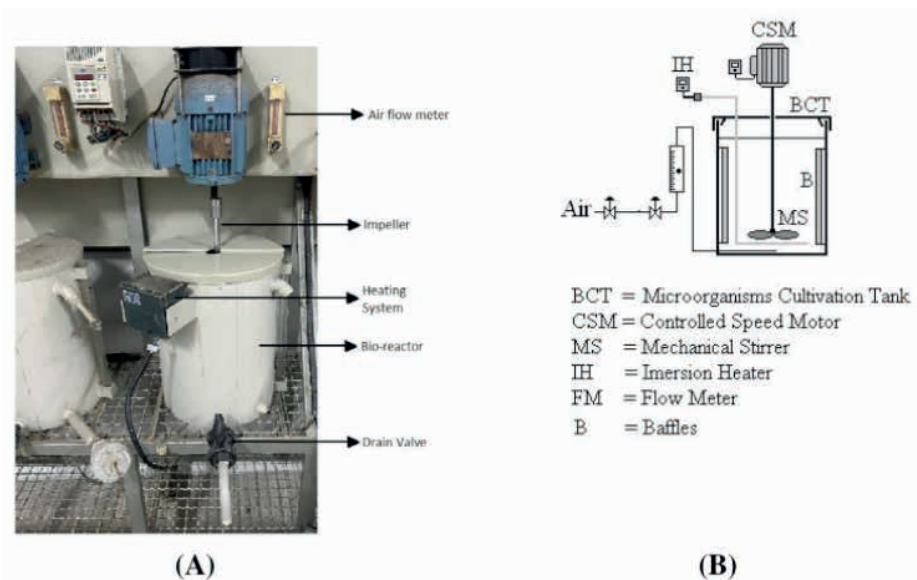 Air flow meter
Impeller
Heating
System
Bio-reactor
Drain Valve
(A)
CSM
IH
BCT
B
Air
MS
BCT = Microorganisms Cultivation Tank
CSM = Controlled Speed Motor
MS = Mechanical Stirrer
IH = Imersion Heater
FM = Flow Meter
B = Baffles
(B)